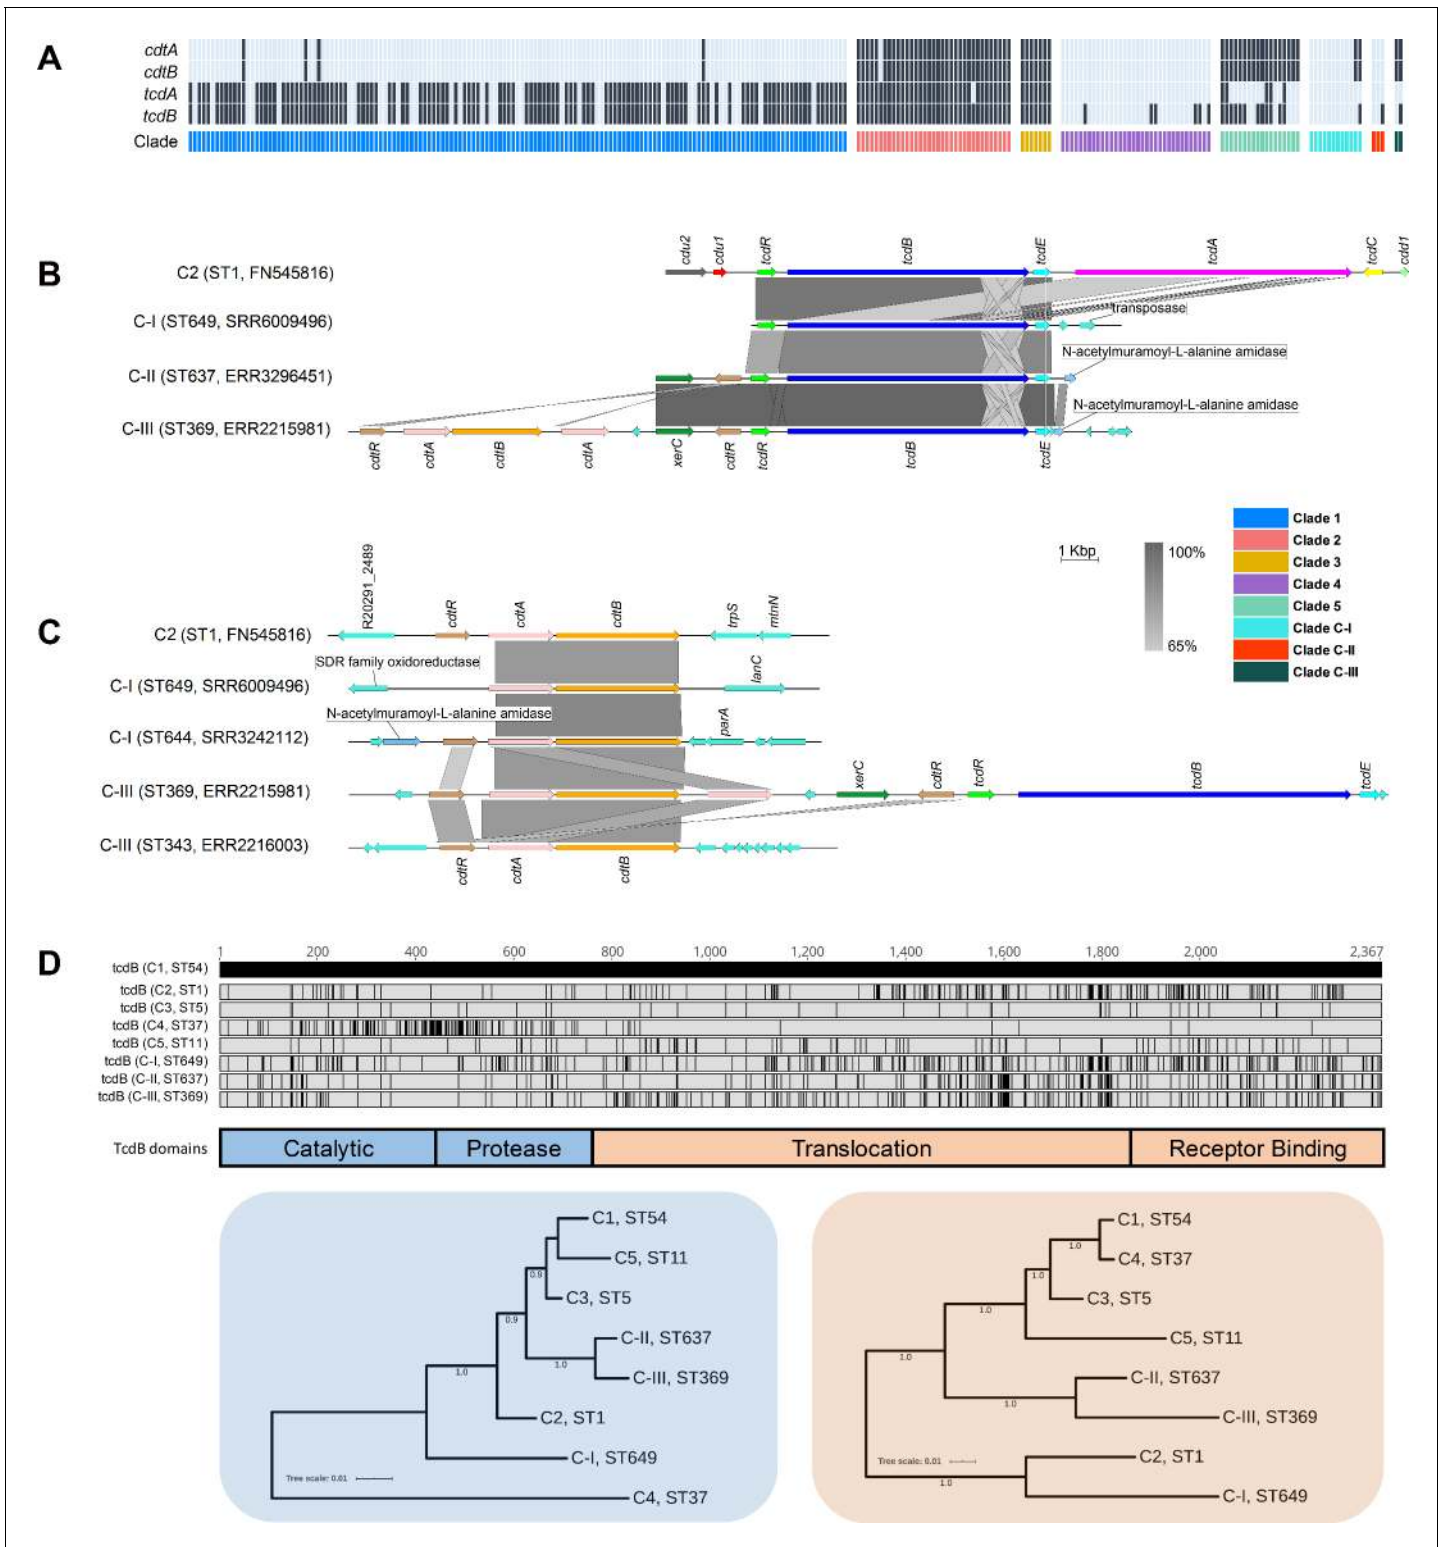 A
cdtA
cdtB
tcdA
tcdB
Clade
B
cdu2
cdu1
tcdR
tcdB
tcdE
tcdA
tcdC
cdd1
C2 (ST1, FN545816)
C-I (ST649, SRR6009496)
transposase
C-II (ST637, ERR3296451)
N-acetylmuramoyl-L-alanine amidase
N-acetylmuramoyl-L-alanine amidase
C-III (ST369, ERR2215981)
cdtR
cdtA
cdtB
cdtA
xerC
cdtR
tcdR
tcdB
tcdE
1 Kbp
100%
65%
Clade 1
Clade 2
Clade 3
Clade 4
Clade 5
Clade C-I
Clade C-II
Clade C-III
C
R20291_2489
cdtR
cdtA
cdtB
trpS
mtnN
C2 (ST1, FN545816)
SDR family oxidoreductase
lanC
C-I (ST649, SRR6009496)
N-acetylmuramoyl-L-alanine amidase
parA
C-I (ST644, SRR3242112)
xerC
cdtR
tcdR
tcdB
tcdE
C-III (ST369, ERR2215981)
C-III (ST343, ERR2216003)
cdtR
cdtA
cdtB
D
1 200 400 600 800 1,000 1,200 1,400 1,600 1,800 2,000 2,367
tcdB (C1, ST54)
tcdB (C2, ST1)
tcdB (C3, ST5)
tcdB (C4, ST37)
tcdB (C5, ST11)
tcdB (C-I, ST649)
tcdB (C-II, ST637)
tcdB (C-III, ST369)
TcdB domains Catalytic Protease Translocation Receptor Binding
C1, ST54
C5, ST11
0.9
C3, ST5
0.9
C-II, ST637
1.0
1.0
C-III, ST369
C2, ST1
C-I, ST649
Tree scale: 0.01
C4, ST37
C1, ST54
1.0
C4, ST37
1.0
C3, ST5
1.0
C5, ST11
1.0
C-II, ST637
1.0
C-III, ST369
C2, ST1
Tree scale: 0.01
1.0
C-I, ST649